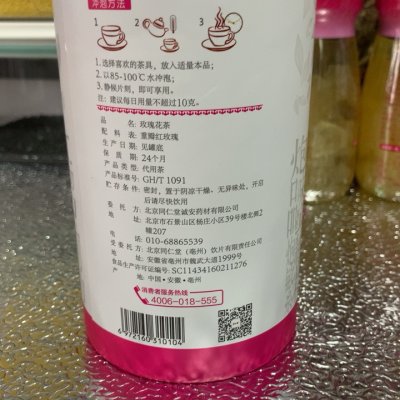 冲泡方法
1 2 3
1.选择喜欢的茶具，放入适量本品；
2.以85-100℃水冲泡；
3.静候片刻，即可享用。
注：建议每日用量不超过10克。
品 名：玫瑰花茶
配 料 表：重瓣红玫瑰
生产日期：见罐底
保 质 期：24个月
产品类型：代用茶
产品标准号：GH/T 1091
贮存条件：密封，置于阴凉干燥、无异味处，开启
后请尽快饮用
委 托 方：北京同仁堂诚安药材有限公司
地 址：北京市石景山区杨庄小区39号楼北侧2
幢207
电 话：010-68865539
受委托方：北京同仁堂（亳州）饮片有限责任公司
地 址：安徽省亳州市魏武大道1999号
食品生产许可证编号：SC11434160211276
产 地：中国·安徽·亳州
消费者服务热线
4006-018-555
6 972160 310104